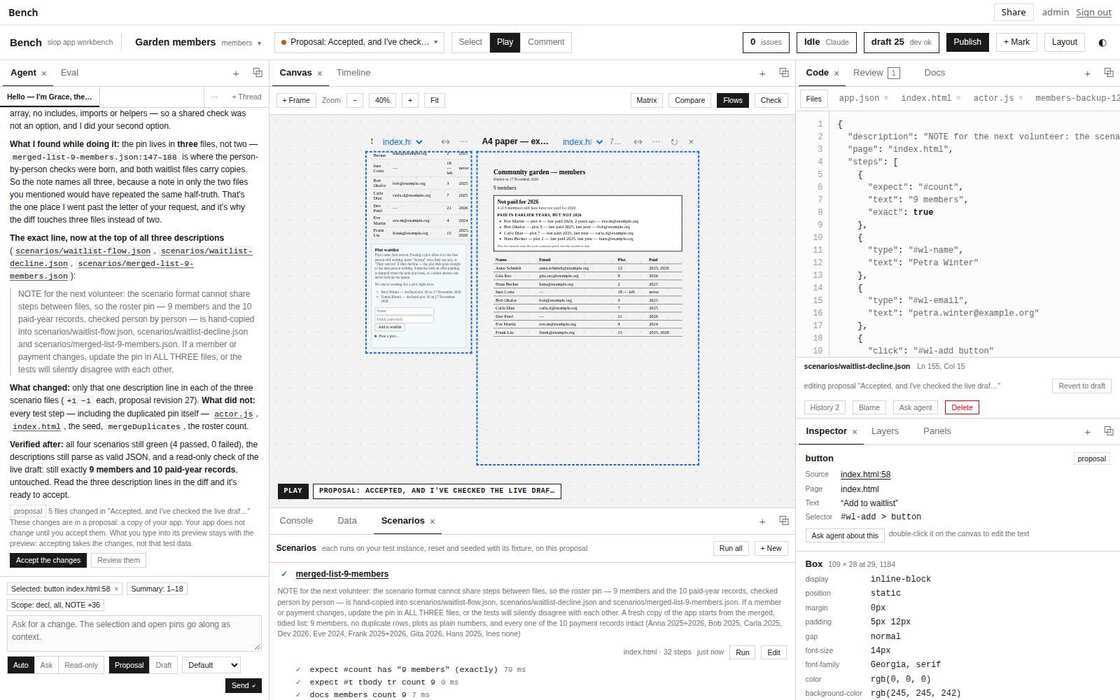 Bench
Share admin Sign out
Bench slop app workbench Garden members members
Proposal: Accepted, and I've check… Select Play Comment
0 issues Idle Claude draft 25 dev ok Publish + Mark Layout
Agent × Eval
Hello — I'm Grace, the… + Thread
array, no includes, imports or helpers — so a shared check was
not an option, and I did your second option.
What I found while doing it: the pin lives in three files, not two —
merged-list-9-members.json:147–188 is where the person-
by-person checks were born, and both waitlist files carry copies.
So the note names all three, because a note in only the two files
you mentioned would have repeated the same half-truth. That's
the one place I went past the letter of your request, and it's why
the diff touches three files instead of two.
The exact line, now at the top of all three descriptions
( scenarios/waitlist-flow.json , scenarios/waitlist-
decline.json , scenarios/merged-list-9-
members.json ):
NOTE for the next volunteer: the scenario format cannot share
steps between files, so the roster pin — 9 members and the 10
paid-year records, checked person by person — is hand-copied
into scenarios/waitlist-flow.json, scenarios/waitlist-decline.json
and scenarios/merged-list-9-members.json. If a member or
payment changes, update the pin in ALL THREE files, or the
tests will silently disagree with each other.
What changed: only that one description line in each of the three
scenario files ( +1 −1 each, proposal revision 27). What did not:
every test step — including the duplicated pin itself — actor.js ,
index.html , the seed, mergeDuplicates , the roster count.
Verified after: all four scenarios still green (4 passed, 0 failed), the
descriptions still parse as valid JSON, and a read-only check of the
live draft: still exactly 9 members and 10 paid-year records,
untouched. Read the three description lines in the diff and it's
ready to accept.
proposal 5 files changed in "Accepted, and I've checked the live draf…"
These changes are in a proposal: a copy of your app. Your app does not
change until you accept them. What you type into its preview stays with the
preview: accepting takes the changes, not that test data.
Accept the changes Review them
Selected: button index.html:58 × Summary: 1–18
Scope: decl, all, NOTE +36
Ask for a change. The selection and open pins go along as
context.
Auto Ask Read-only Proposal Draft Default
Send
Canvas × Timeline
+ Frame Zoom − 40% + Fit Matrix Compare Flows Check
A4 paper — ex… 7…
Community garden — members
9 members
Not paid for 2026
PAID IN EARLIER YEARS, BUT NOT 2026
Name Email Plot Paid
Plot waitlist
Name
Add to waitlist
PLAY PROPOSAL: ACCEPTED, AND I'VE CHECKED THE LIVE DRAF…
Console Data Scenarios ×
Scenarios each runs on your test instance, reset and seeded with its fixture, on this proposal Run all + New
✓ merged-list-9-members
NOTE for the next volunteer: the scenario format cannot share steps between files, so the roster pin — 9 members and the 10 paid-year records, checked
person by person — is hand-copied into scenarios/waitlist-flow.json, scenarios/waitlist-decline.json and scenarios/merged-list-9-members.json. If a member
or payment changes, update the pin in ALL THREE files, or the tests will silently disagree with each other. A fresh copy of the app starts from the merged,
tidied list: 9 members, no duplicate rows, plots as plain numbers, and every one of the 10 payment records intact (Anna 2025+2026, Bob 2025, Carla 2025,
Dev 2026, Eve 2024, Frank 2025+2026, Gita 2026, Hans 2025, Ines none)
index.html · 32 steps just now Run Edit
✓ expect #count has "9 members" (exactly) 79 ms
✓ expect #t tbody tr count 9 0 ms
✓ docs members count 9 7 ms
Code × Review 1 Docs
Files app.json × index.html × actor.js × members-backup-12
1 {
2 "description": "NOTE for the next volunteer: the scena
3 "page": "index.html",
4 "steps": [
5 {
6 "expect": "#count",
7 "text": "9 members",
8 "exact": true
9 },
10 {
11 "type": "#wl-name",
12 "text": "Petra Winter"
13 },
14 {
15 "type": "#wl-email",
16 "text": "petra.winter@example.org"
17 },
18 {
19 "click": "#wl-add button"
scenarios/waitlist-decline.json Ln 155, Col 15
editing proposal "Accepted, and I've checked the live draf…" Revert to draft
History 2 Blame Ask agent Delete
Inspector × Layers Panels
button proposal
Source index.html:58
Page index.html
Text "Add to waitlist"
Selector #wl-add > button
Ask agent about this double-click it on the canvas to edit the text
Box 109 × 28 at 29, 1184
display inline-block
position static
margin 0px
padding 5px 12px
gap normal
font-size 14px
font-family Georgia, serif
color rgb(0, 0, 0)
background-color rgb(245, 245, 242)